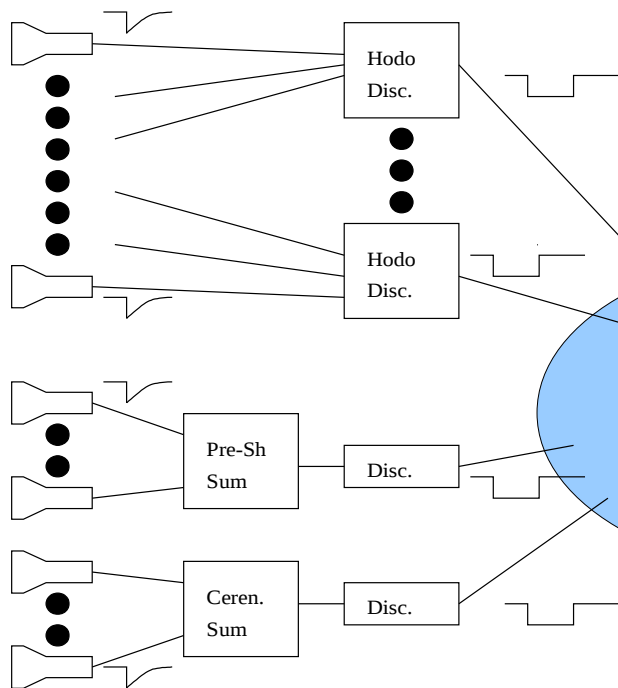 Hodo
Disc.
Hodo
Disc.
Pre-Sh
Sum
Disc.
Ceren.
Sum
Disc.